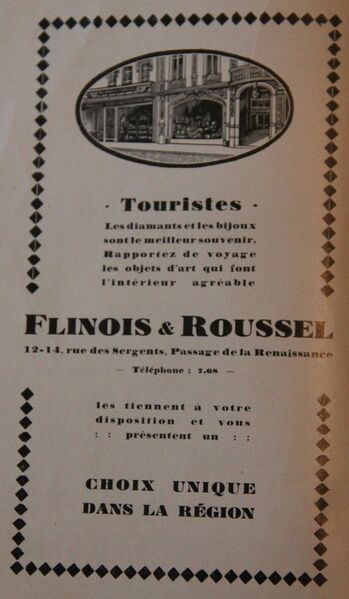 - Touristes -
Les diamants et les bijoux
sont le meilleur souvenir.
Rapportez de voyage
les objets d'art qui font
l'intérieur agréable
FLINOIS & ROUSSEL
12-14, rue des Sergents, Passage de la Renaissance
— Téléphone : 7.68 —
les tiennent à votre
disposition et vous
: : présentent un : :
CHOIX UNIQUE
DANS LA RÉGION